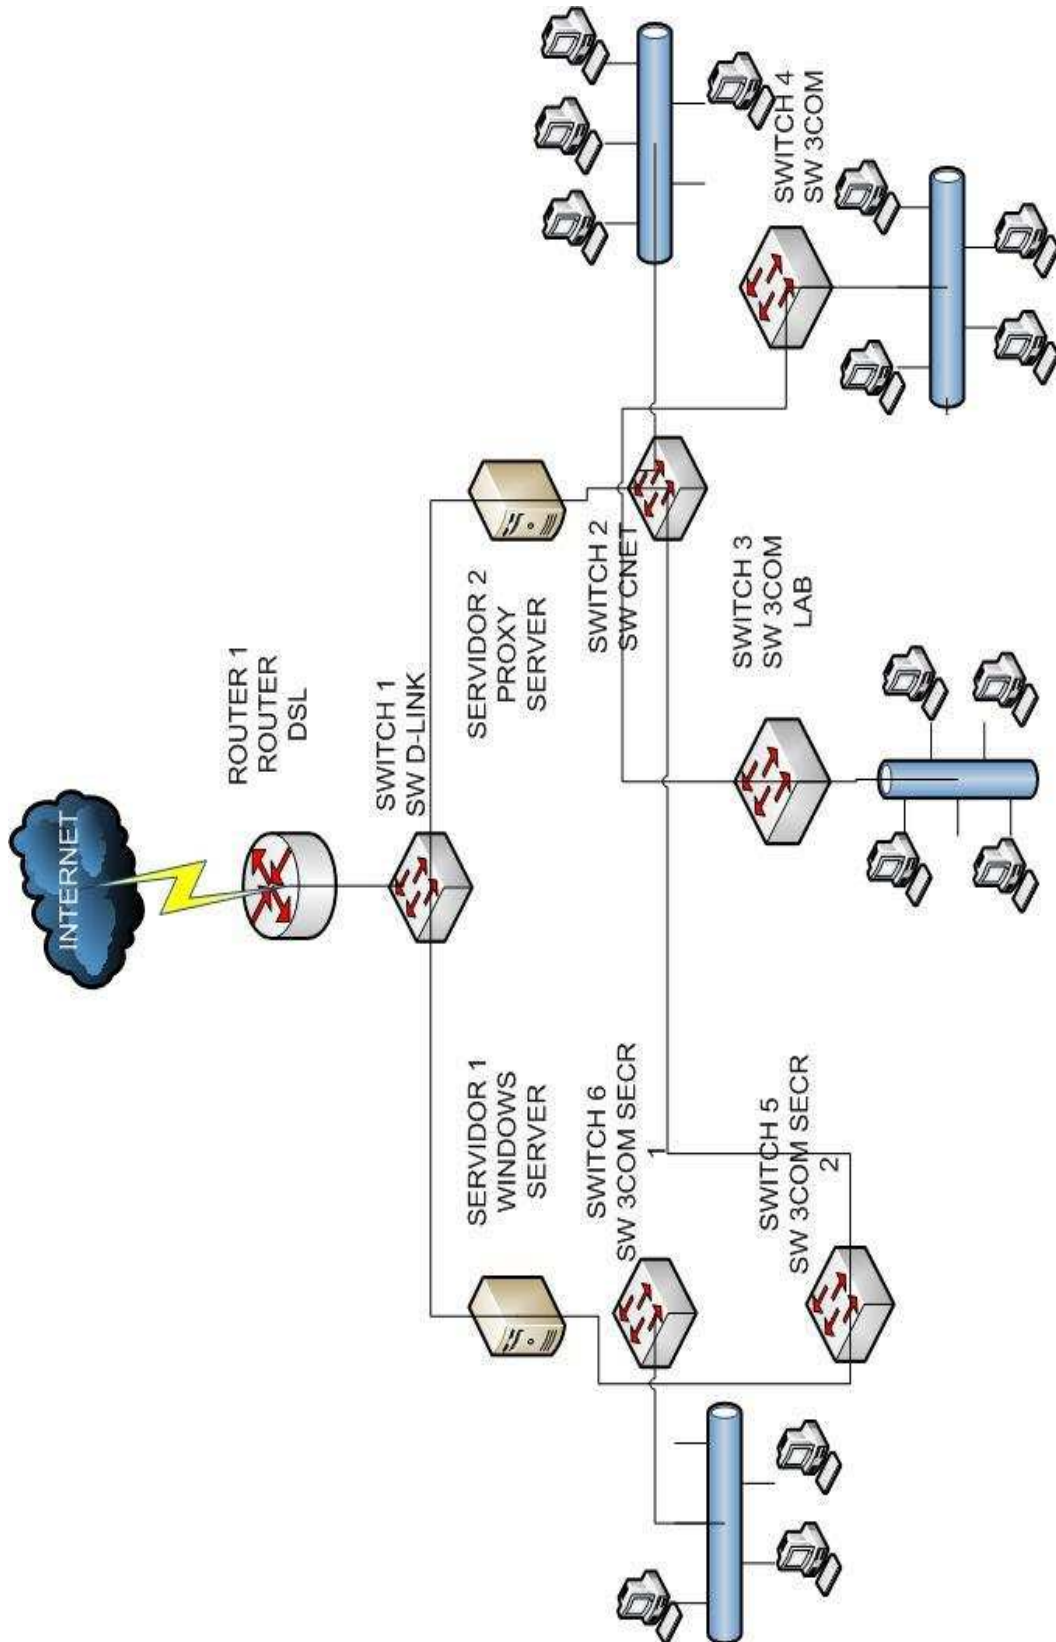 INTERNET
ROUTER 1
ROUTER
DSL
SWITCH 1
SW D-LINK
SERVIDOR 1
WINDOWS
SERVER
SERVIDOR 2
PROXY
SERVER
SWITCH 6
SW 3COM SECR
1
SWITCH 2
SW CNET
SWITCH 5
SW 3COM SECR
2
SWITCH 3
SW 3COM
LAB
SWITCH 4
SW 3COM